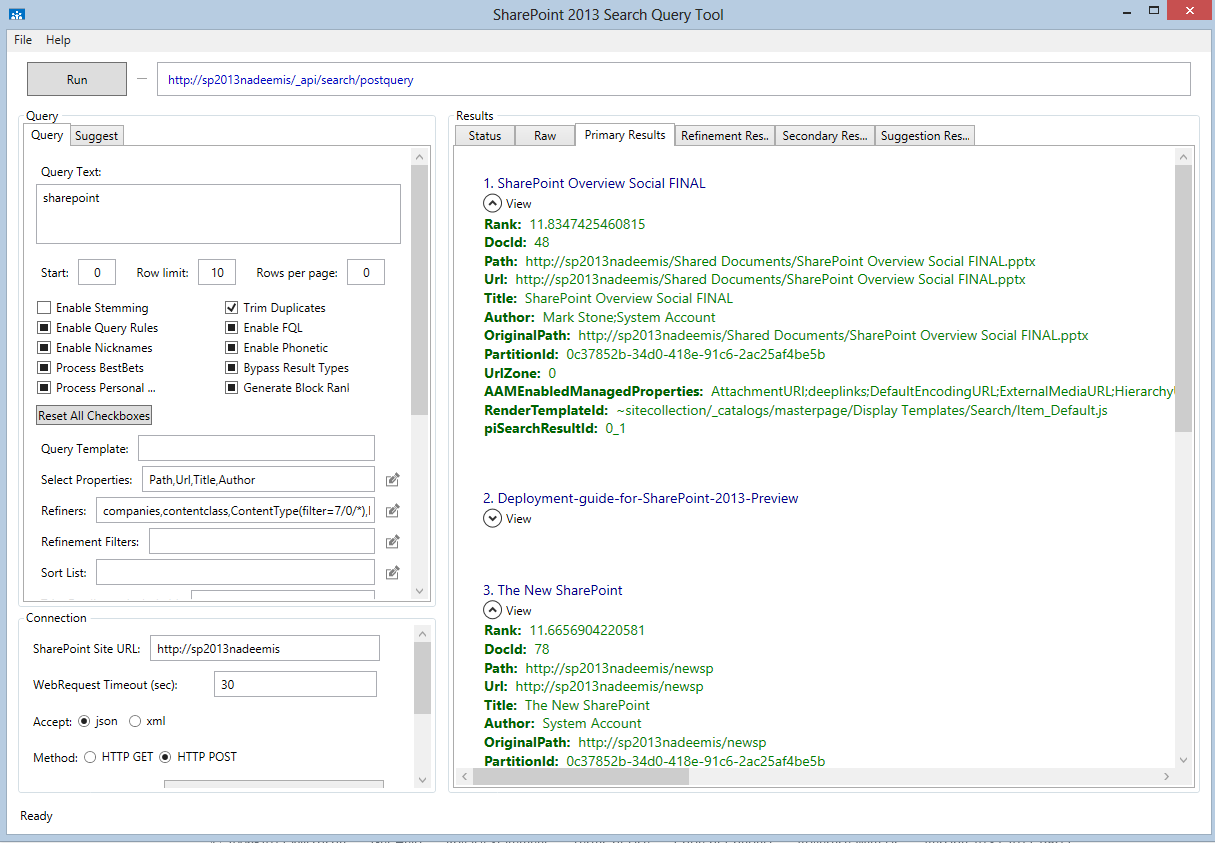 SharePoint 2013 Search Query Tool
File Help
Run
http://sp2013nadeemis/_api/search/postquery
Query
Query Suggest
Query Text:
sharepoint
Start: 0 Row limit: 10 Rows per page: 0
Enable Stemming Trim Duplicates
Enable Query Rules Enable FQL
Enable Nicknames Enable Phonetic
Process BestBets Bypass Result Types
Process Personal ... Generate Block Ranl
Reset All Checkboxes
Query Template:
Select Properties: Path,Url,Title,Author
Refiners: companies,contentclass,ContentType(filter=7/0/*),
Refinement Filters:
Sort List:
Connection
SharePoint Site URL: http://sp2013nadeemis
WebRequest Timeout (sec): 30
Accept: json xml
Method: HTTP GET HTTP POST
Ready
Results
Status Raw Primary Results Refinement Res.. Secondary Res... Suggestion Res...
1. SharePoint Overview Social FINAL
View
Rank: 11.8347425460815
DocId: 48
Path: http://sp2013nadeemis/Shared Documents/SharePoint Overview Social FINAL.pptx
Url: http://sp2013nadeemis/Shared Documents/SharePoint Overview Social FINAL.pptx
Title: SharePoint Overview Social FINAL
Author: Mark Stone;System Account
OriginalPath: http://sp2013nadeemis/Shared Documents/SharePoint Overview Social FINAL.pptx
PartitionId: 0c37852b-34d0-418e-91c6-2ac25af4be5b
UrlZone: 0
AAMEnabledManagedProperties: AttachmentURI;deeplinks;DefaultEncodingURL;ExternalMediaURL;HierarchyU
RenderTemplateId: ~sitecollection/_catalogs/masterpage/Display Templates/Search/Item_Default.js
piSearchResultId: 0_1
2. Deployment-guide-for-SharePoint-2013-Preview
View
3. The New SharePoint
View
Rank: 11.6656904220581
DocId: 78
Path: http://sp2013nadeemis/newsp
Url: http://sp2013nadeemis/newsp
Title: The New SharePoint
Author: System Account
OriginalPath: http://sp2013nadeemis/newsp
PartitionId: 0c37852b-34d0-418e-91c6-2ac25af4be5b